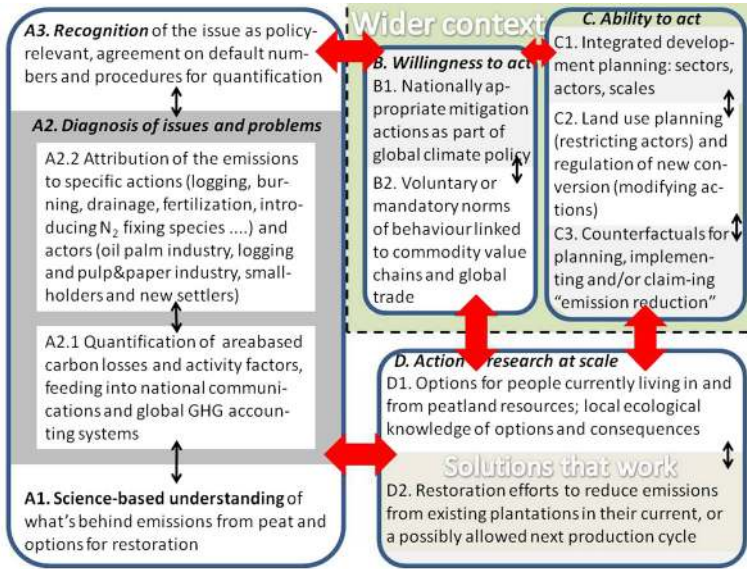 A3. Recognition of the issue as policy-
relevant, agreement on default num-
bers and procedures for quantification
A2. Diagnosis of issues and problems
A2.2 Attribution of the emissions
to specific actions (logging, bur-
ning, drainage, fertilization, intro-
ducing N2 fixing species ....) and
actors (oil palm industry, logging
and pulp&paper industry, small-
holders and new settlers)
A2.1 Quantification of areabased
carbon losses and activity factors,
feeding into national communi-
cations and global GHG accoun-
ting systems
A1. Science-based understanding of
what's behind emissions from peat and
options for restoration
Wider context
B. Willingness to act
B1. Nationally ap-
propriate mitigation
actions as part of
global climate policy
B2. Voluntary or
mandatory norms
of behaviour linked
to commodity value
chains and global
trade
C. Ability to act
C1. Integrated develop-
ment planning: sectors,
actors, scales
C2. Land use planning
(restricting actors) and
regulation of new con-
version (modifying ac-
tions)
C3. Counterfactuals for
planning, implemen-
ting and/or claim-ing
"emission reduction"
D. Action research at scale
D1. Options for people currently living in and
from peatland resources; local ecological
knowledge of options and consequences
Solutions that work
D2. Restoration efforts to reduce emissions
from existing plantations in their current, or
a possibly allowed next production cycle